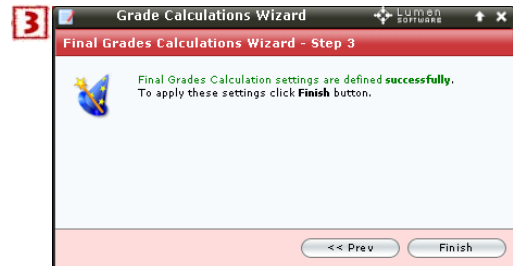 3
Grade Calculations Wizard
Lumen
SOFTWARE
Final Grades Calculations Wizard - Step 3
Final Grades Calculation settings are defined successfully.
To apply these settings click Finish button.
<< Prev
Finish